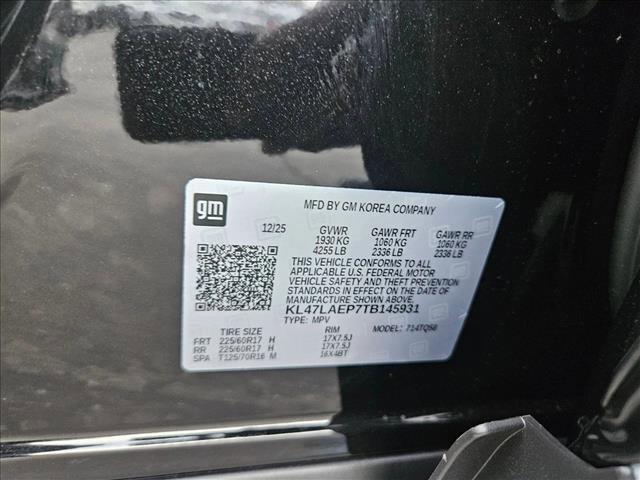 gm
MFD BY GM KOREA COMPANY
12/25 GVWR GAWR FRT GAWR RR
1930 KG 1060 KG 1060 KG
4255 LB 2336 LB 2336 LB
THIS VEHICLE CONFORMS TO ALL
APPLICABLE U.S. FEDERAL MOTOR
VEHICLE SAFETY AND THEFT PREVENTION
STANDARDS IN EFFECT ON THE DATE OF
MANUFACTURE SHOWN ABOVE.
KL47LAEP7TB145931
TYPE: MPV MODEL: 714TQ58
TIRE SIZE RIM
FRT 225/60R17 H 17X7.5J
RR 225/60R17 H 17X7.5J
SPA T125/70R16 M 16X4BT